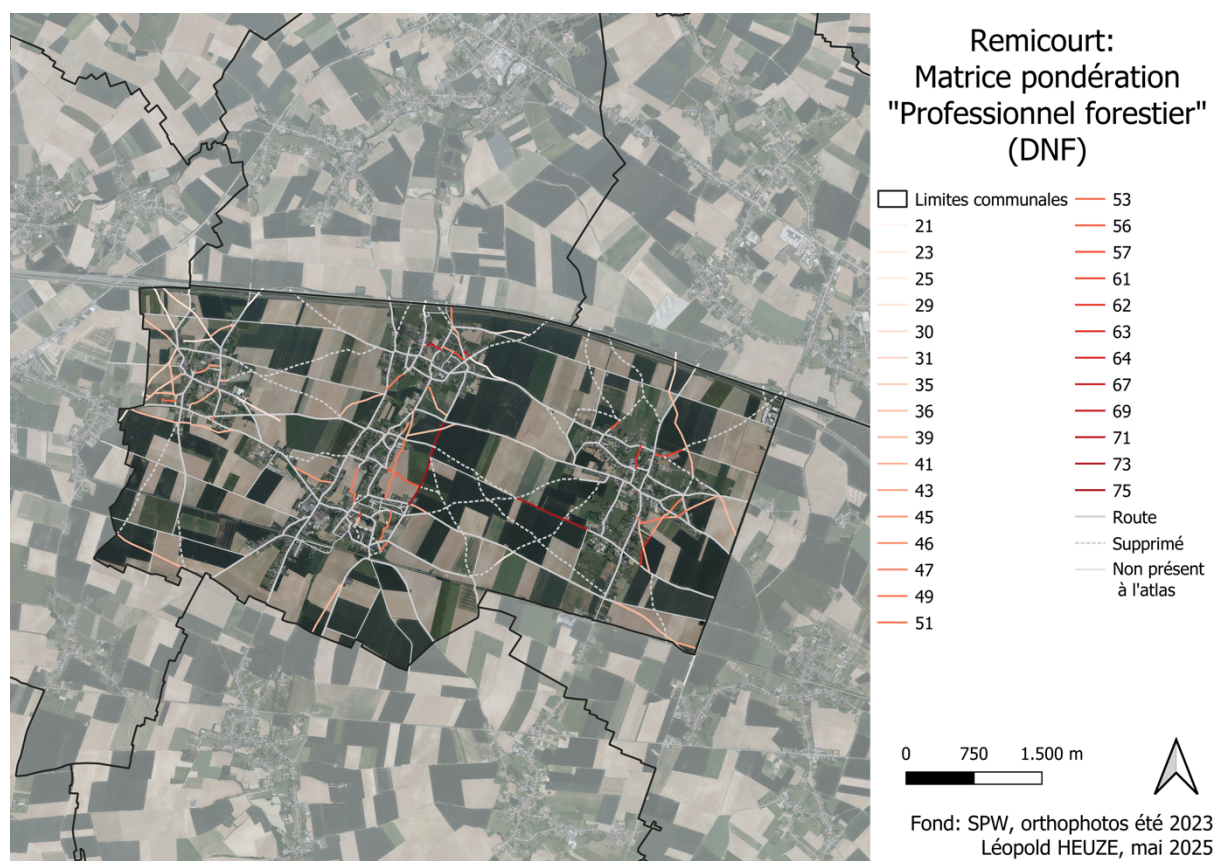 Remicourt:
Matrice pondération
"Professionnel forestier"
(DNF)
Limites communales
21
23
25
29
30
31
35
36
39
41
43
45
46
47
49
51
53
56
57
61
62
63
64
67
69
71
73
75
Route
Supprimé
Non présent
à l'atlas
0 750 1.500 m
Fond: SPW, orthophotos été 2023
Léopold HEUZE, mai 2025